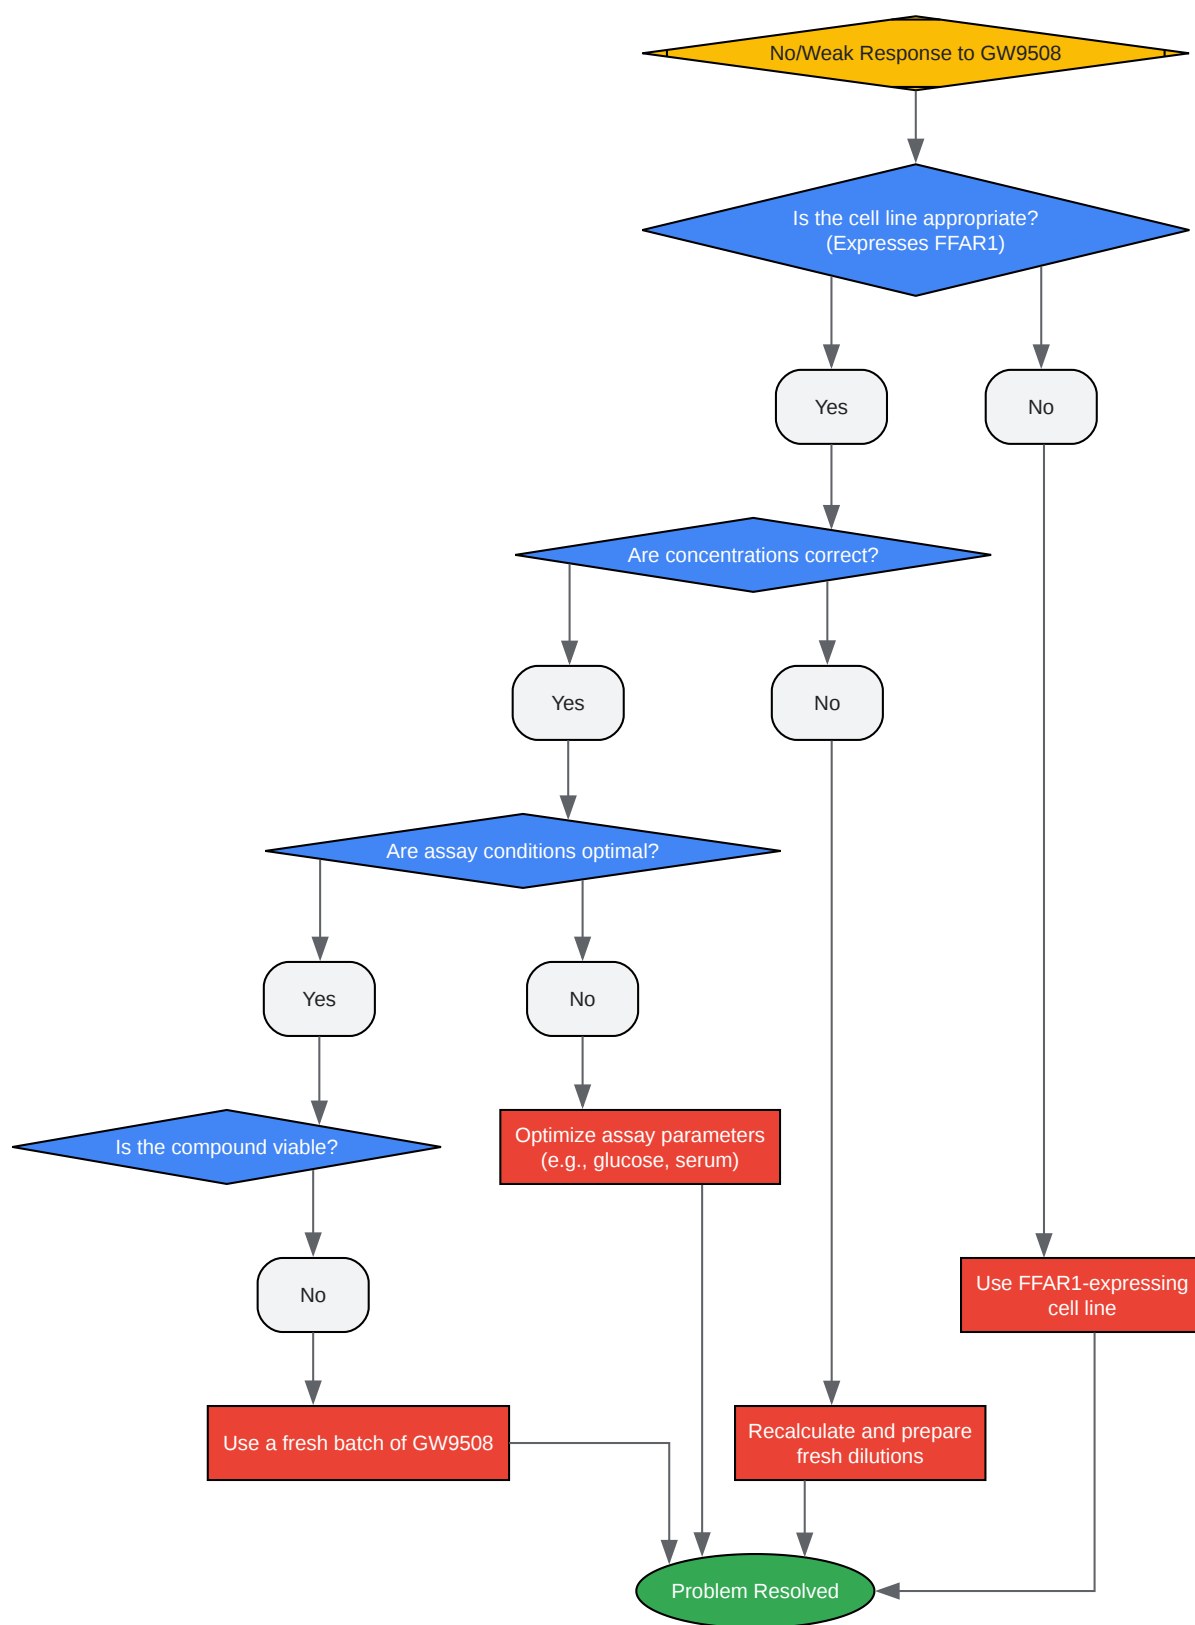 No/Weak Response to GW9508
Is the cell line appropriate?
(Expresses FFAR1)
Yes
No
Are concentrations correct?
Yes
No
Are assay conditions optimal?
Yes
No
Is the compound viable?
Optimize assay parameters
(e.g., glucose, serum)
No
Use FFAR1-expressing
cell line
Use a fresh batch of GW9508
Recalculate and prepare
fresh dilutions
Problem Resolved